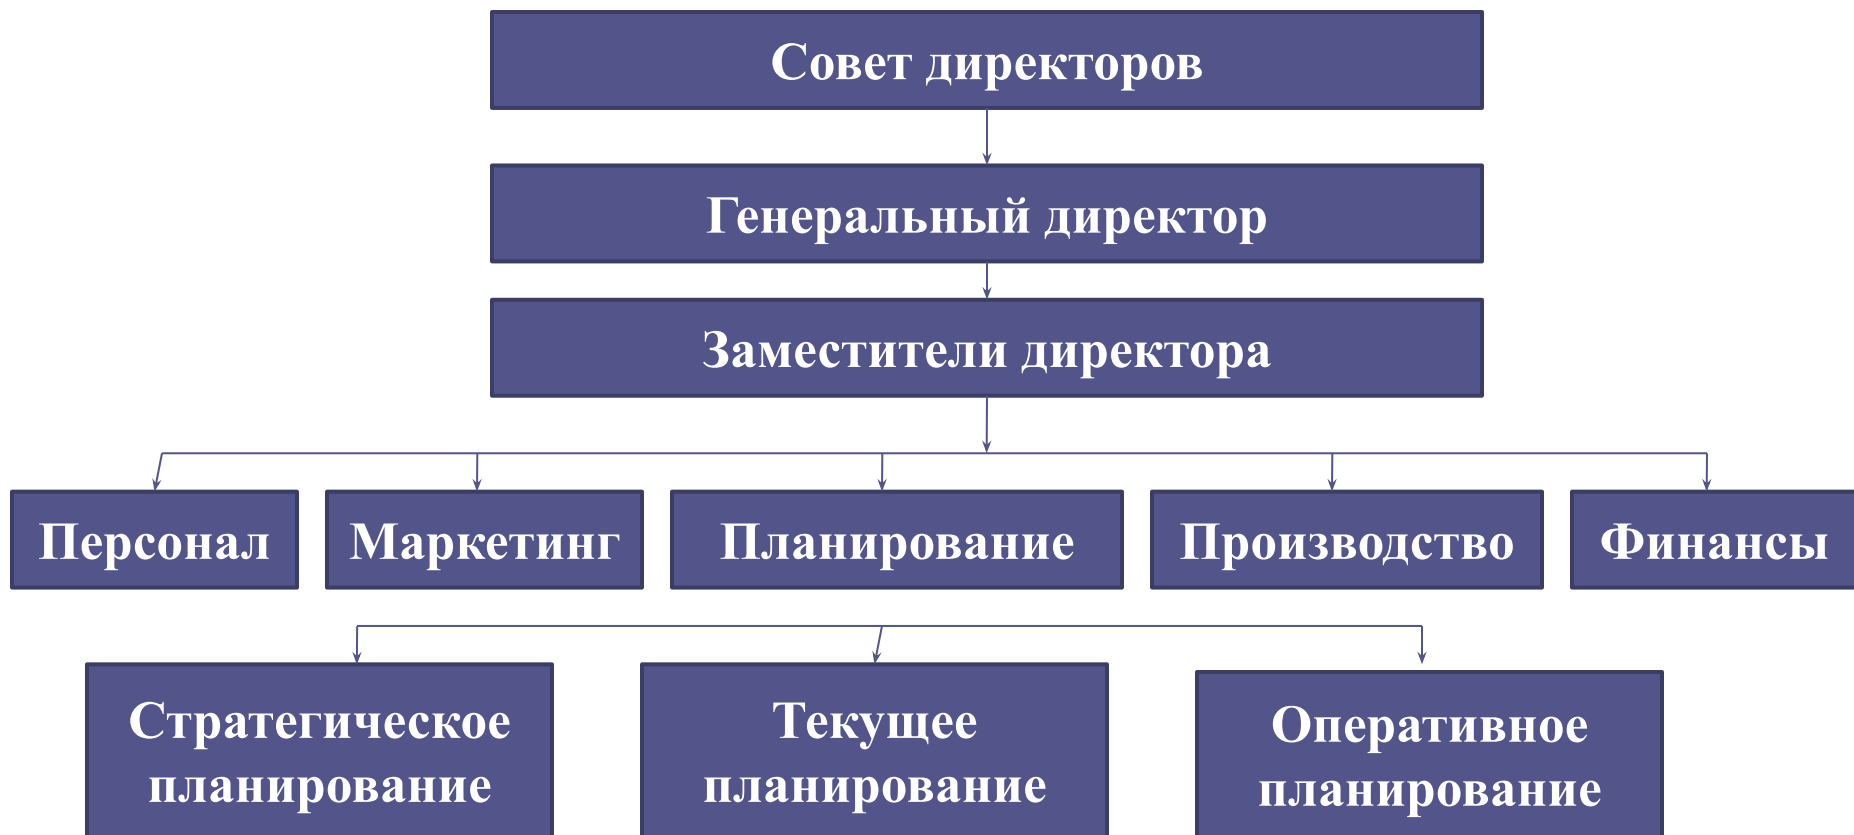 Совет директоров
Генеральный директор
Заместители директора
Персонал
Маркетинг
Планирование
Производство
Финансы
Стратегическое
планирование
Текущее
планирование
Оперативное
планирование